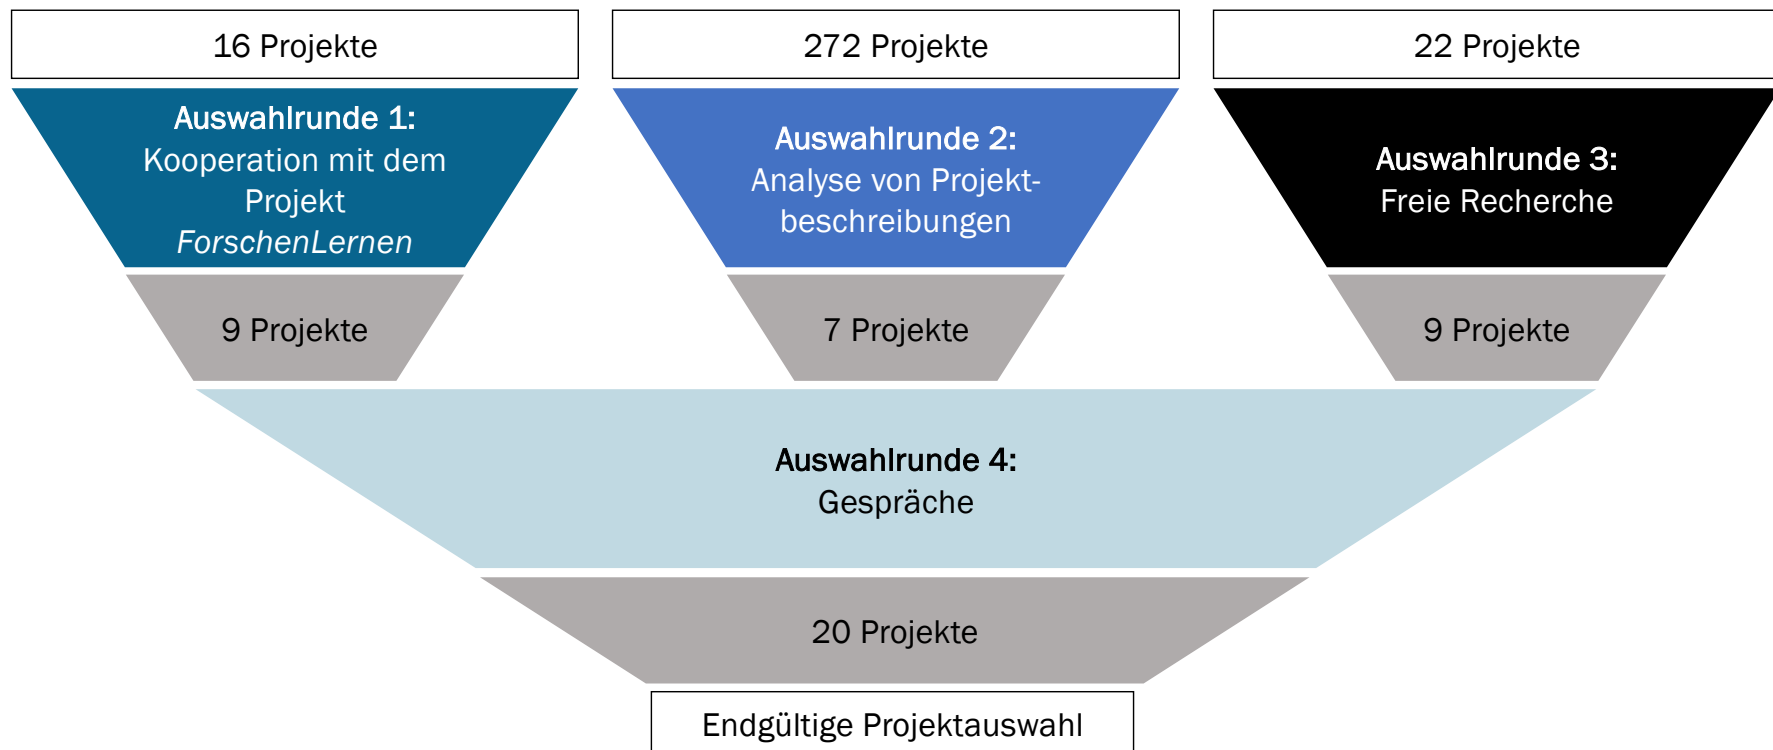 16 Projekte
272 Projekte
22 Projekte
Auswahlrunde 1:
Kooperation mit dem
Projekt
ForschenLernen
Auswahlrunde 2:
Analyse von Projekt-
beschreibungen
Auswahlrunde 3:
Freie Recherche
9 Projekte
7 Projekte
9 Projekte
Auswahlrunde 4:
Gespräche
20 Projekte
Endgültige Projektauswahl